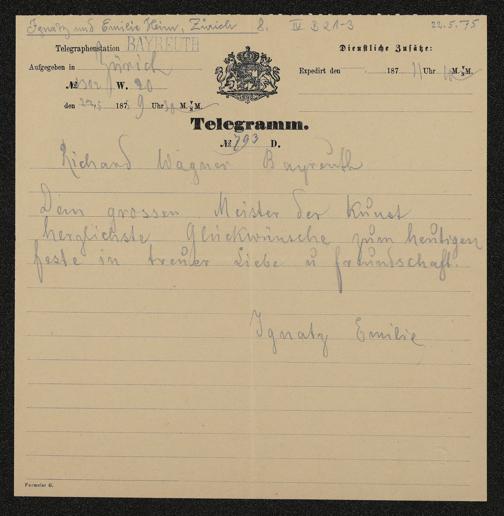 Ignatz und Emilie Heim, Zürich 8. IV B 21-3 22.5.75
Telegraphenstation BAYREUTH
Dienstliche Zusätze:
Aufgegeben in Zürich
Expedirt den 187 11 Uhr M. V. N. M.
№ W. 20
den 22/5 187 9 Uhr M. V. N. M.
Telegramm.
№ 793 D.
Richard Wagner Bayreuth
Dem grossen Meister der Kunst
herzlichste Glückwünsche zum heutigen
feste in treuer Liebe u freundschaft.
Ignatz Emilie
Formular 6.